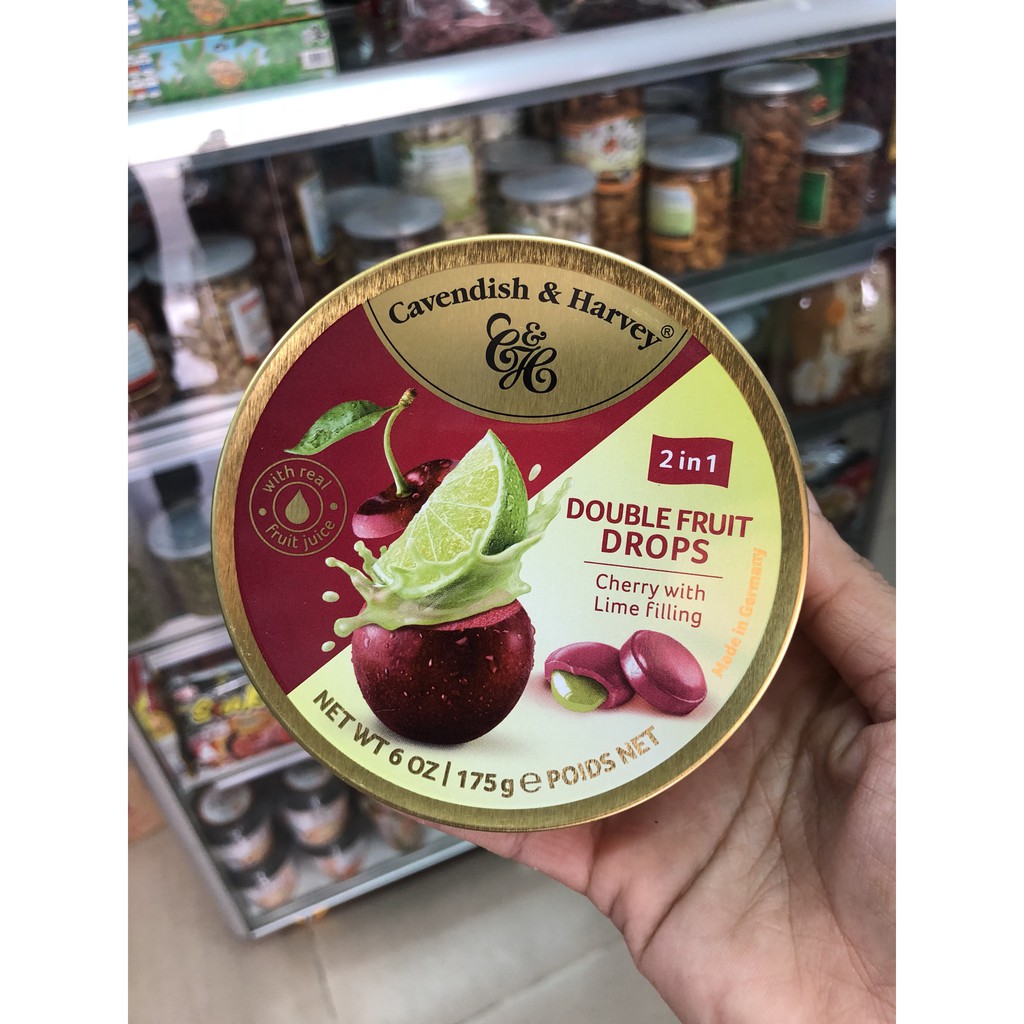 Cavendish & Harvey®
C&H
with real
fruit juice
2 in 1
DOUBLE FRUIT
DROPS
Cherry with
Lime filling
Made in Germany
NET WT 6 OZ | 175 g ℮ POIDS NET